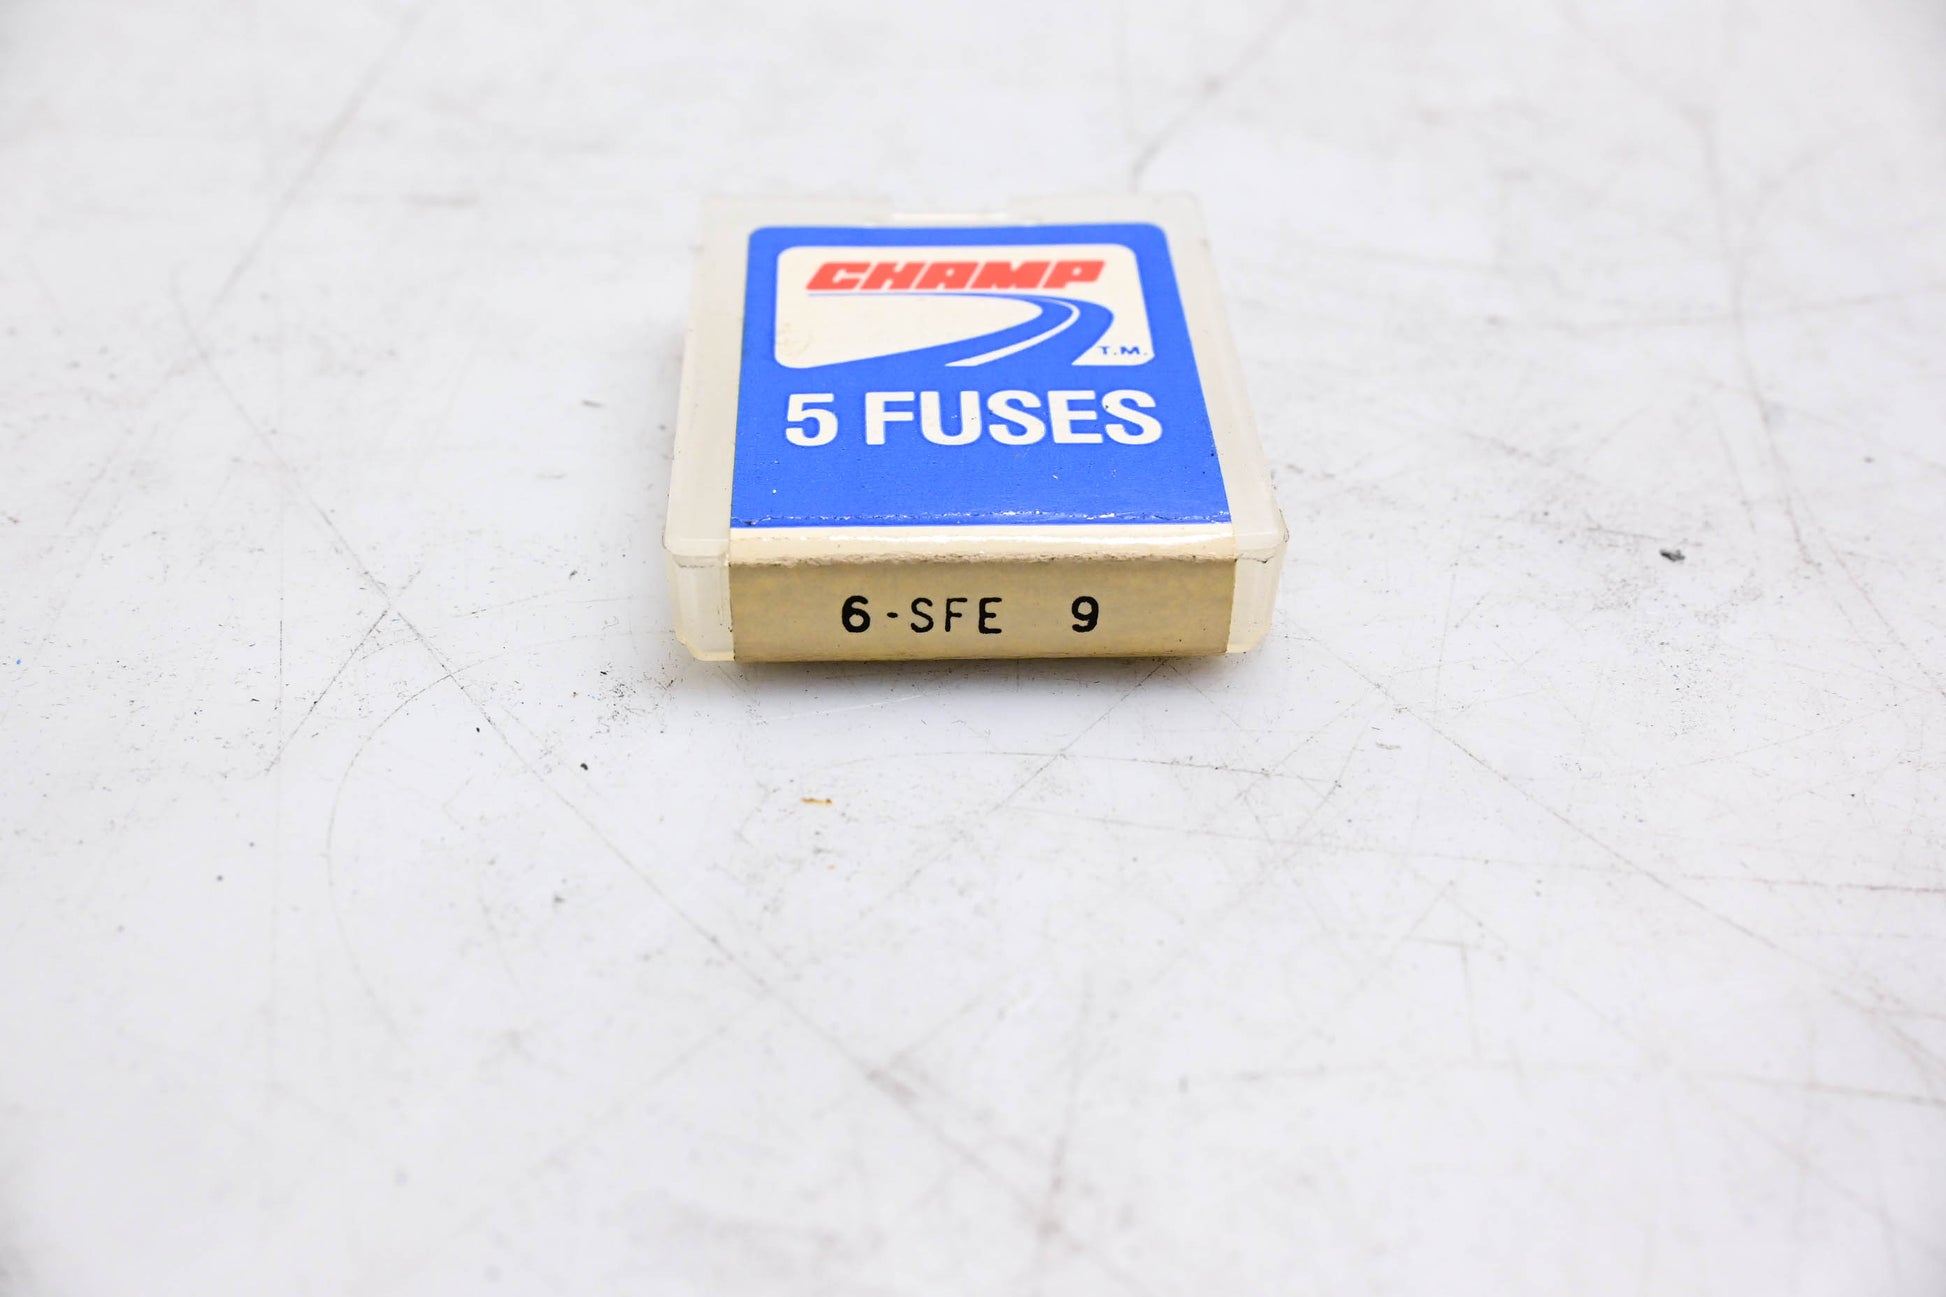 CHAMP
T.M.
5 FUSES
6-SFE 9